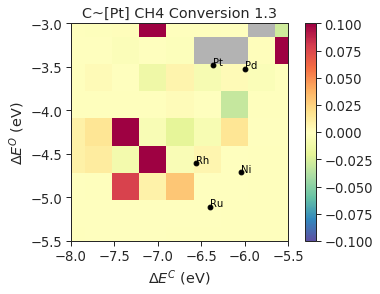 C~[Pt] CH4 Conversion 1.3
ΔE^O (eV)
-3.0
-3.5
-4.0
-4.5
-5.0
-5.5
Pt
Pd
Rh
Ni
Ru
-8.0 -7.5 -7.0 -6.5 -6.0 -5.5
ΔE^C (eV)
0.100
0.075
0.050
0.025
0.000
-0.025
-0.050
-0.075
-0.100